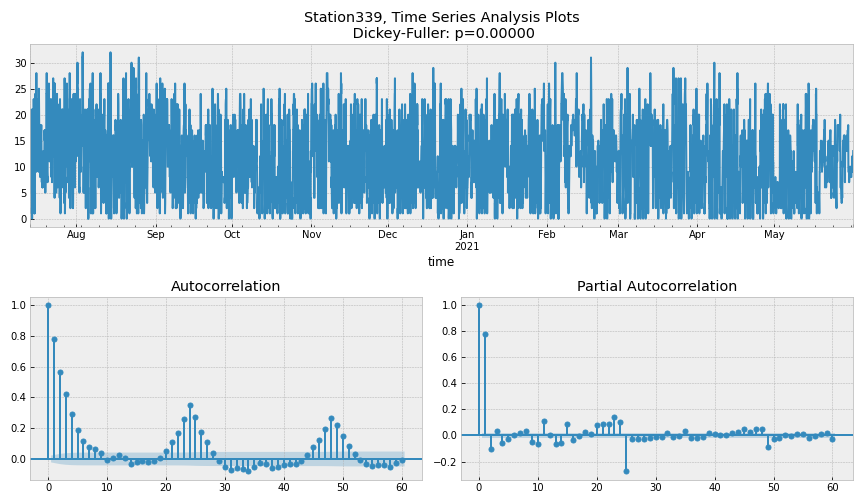 Station339, Time Series Analysis Plots
Dickey-Fuller: p=0.00000
30
25
20
15
10
5
0
Aug Sep Oct Nov Dec Jan Feb Mar Apr May
2021
time
Autocorrelation
1.0
0.8
0.6
0.4
0.2
0.0
0 10 20 30 40 50 60
Partial Autocorrelation
1.0
0.8
0.6
0.4
0.2
0.0
−0.2
0 10 20 30 40 50 60